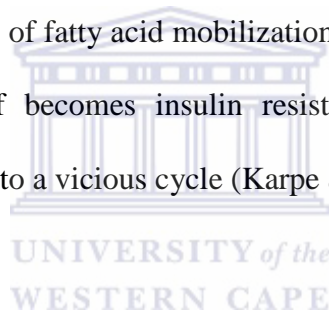 of fatty acid mobilization
f becomes insulin resist
to a vicious cycle (Karpe
UNIVERSITY of the
WESTERN CAPE